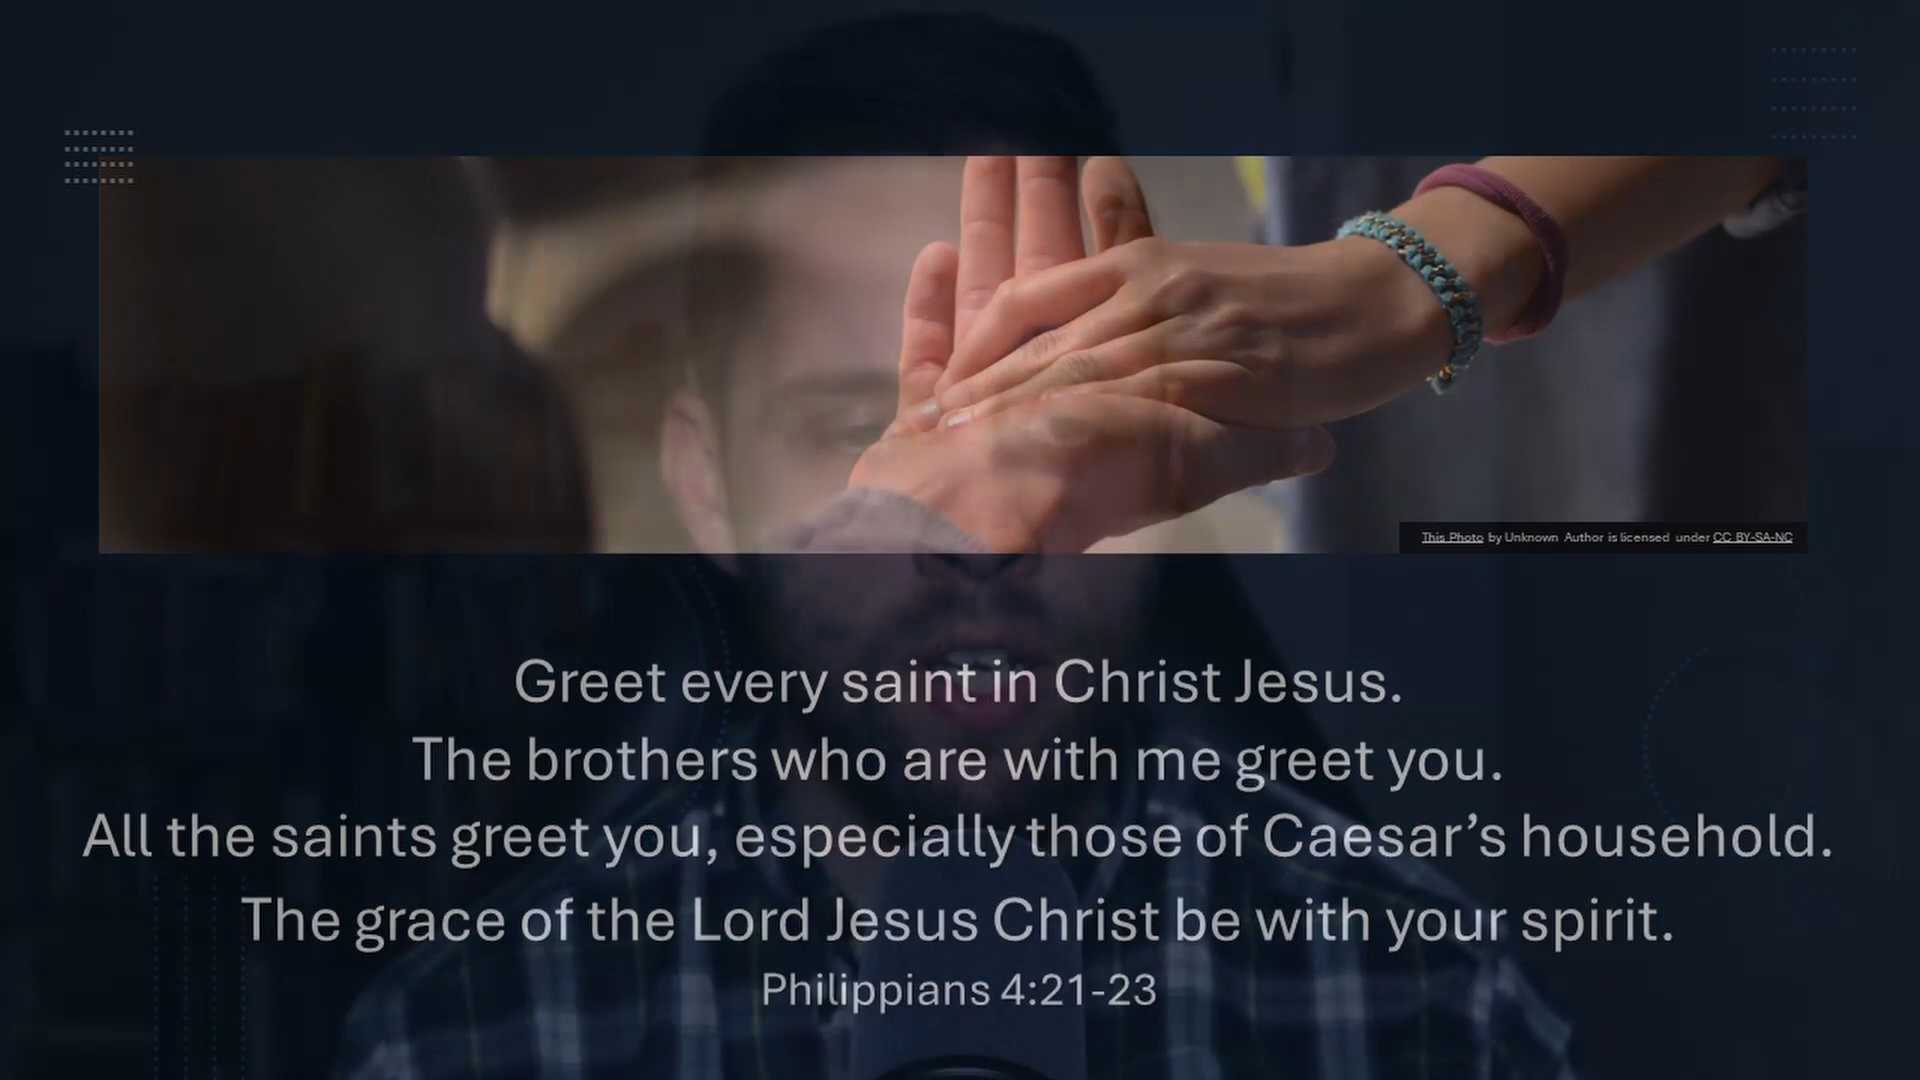 This Photo by Unknown Author is licensed under CC BY-SA-NC
Greet every saint in Christ Jesus.
The brothers who are with me greet you.
All the saints greet you, especially those of Caesar’s household.
The grace of the Lord Jesus Christ be with your spirit.
Philippians 4:21-23